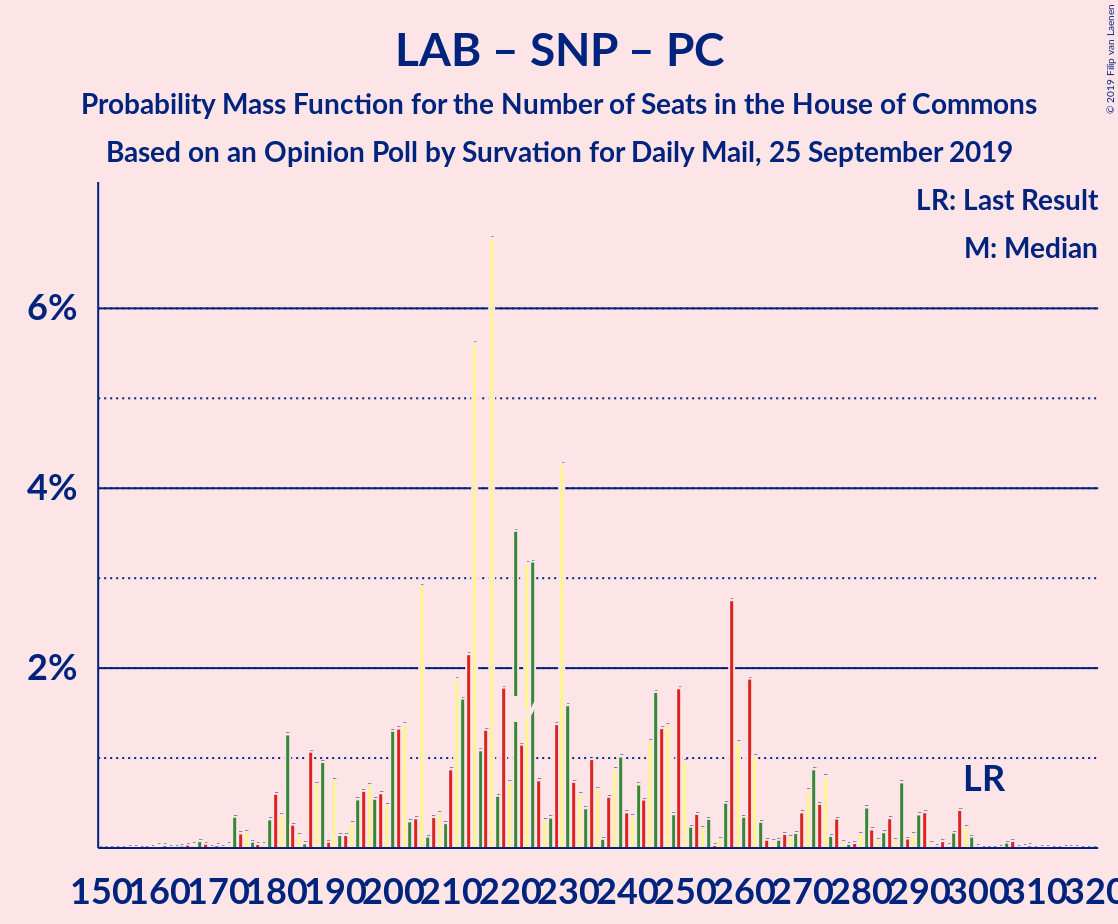 LAB – SNP – PC
Probability Mass Function for the Number of Seats in the House of Commons
Based on an Opinion Poll by Survation for Daily Mail, 25 September 2019
© 2019 Filip van Laenen
LR: Last Result
M: Median
6%
4%
2%
LR
150 160 170 180 190 200 210 220 230 240 250 260 270 280 290 300 310 320